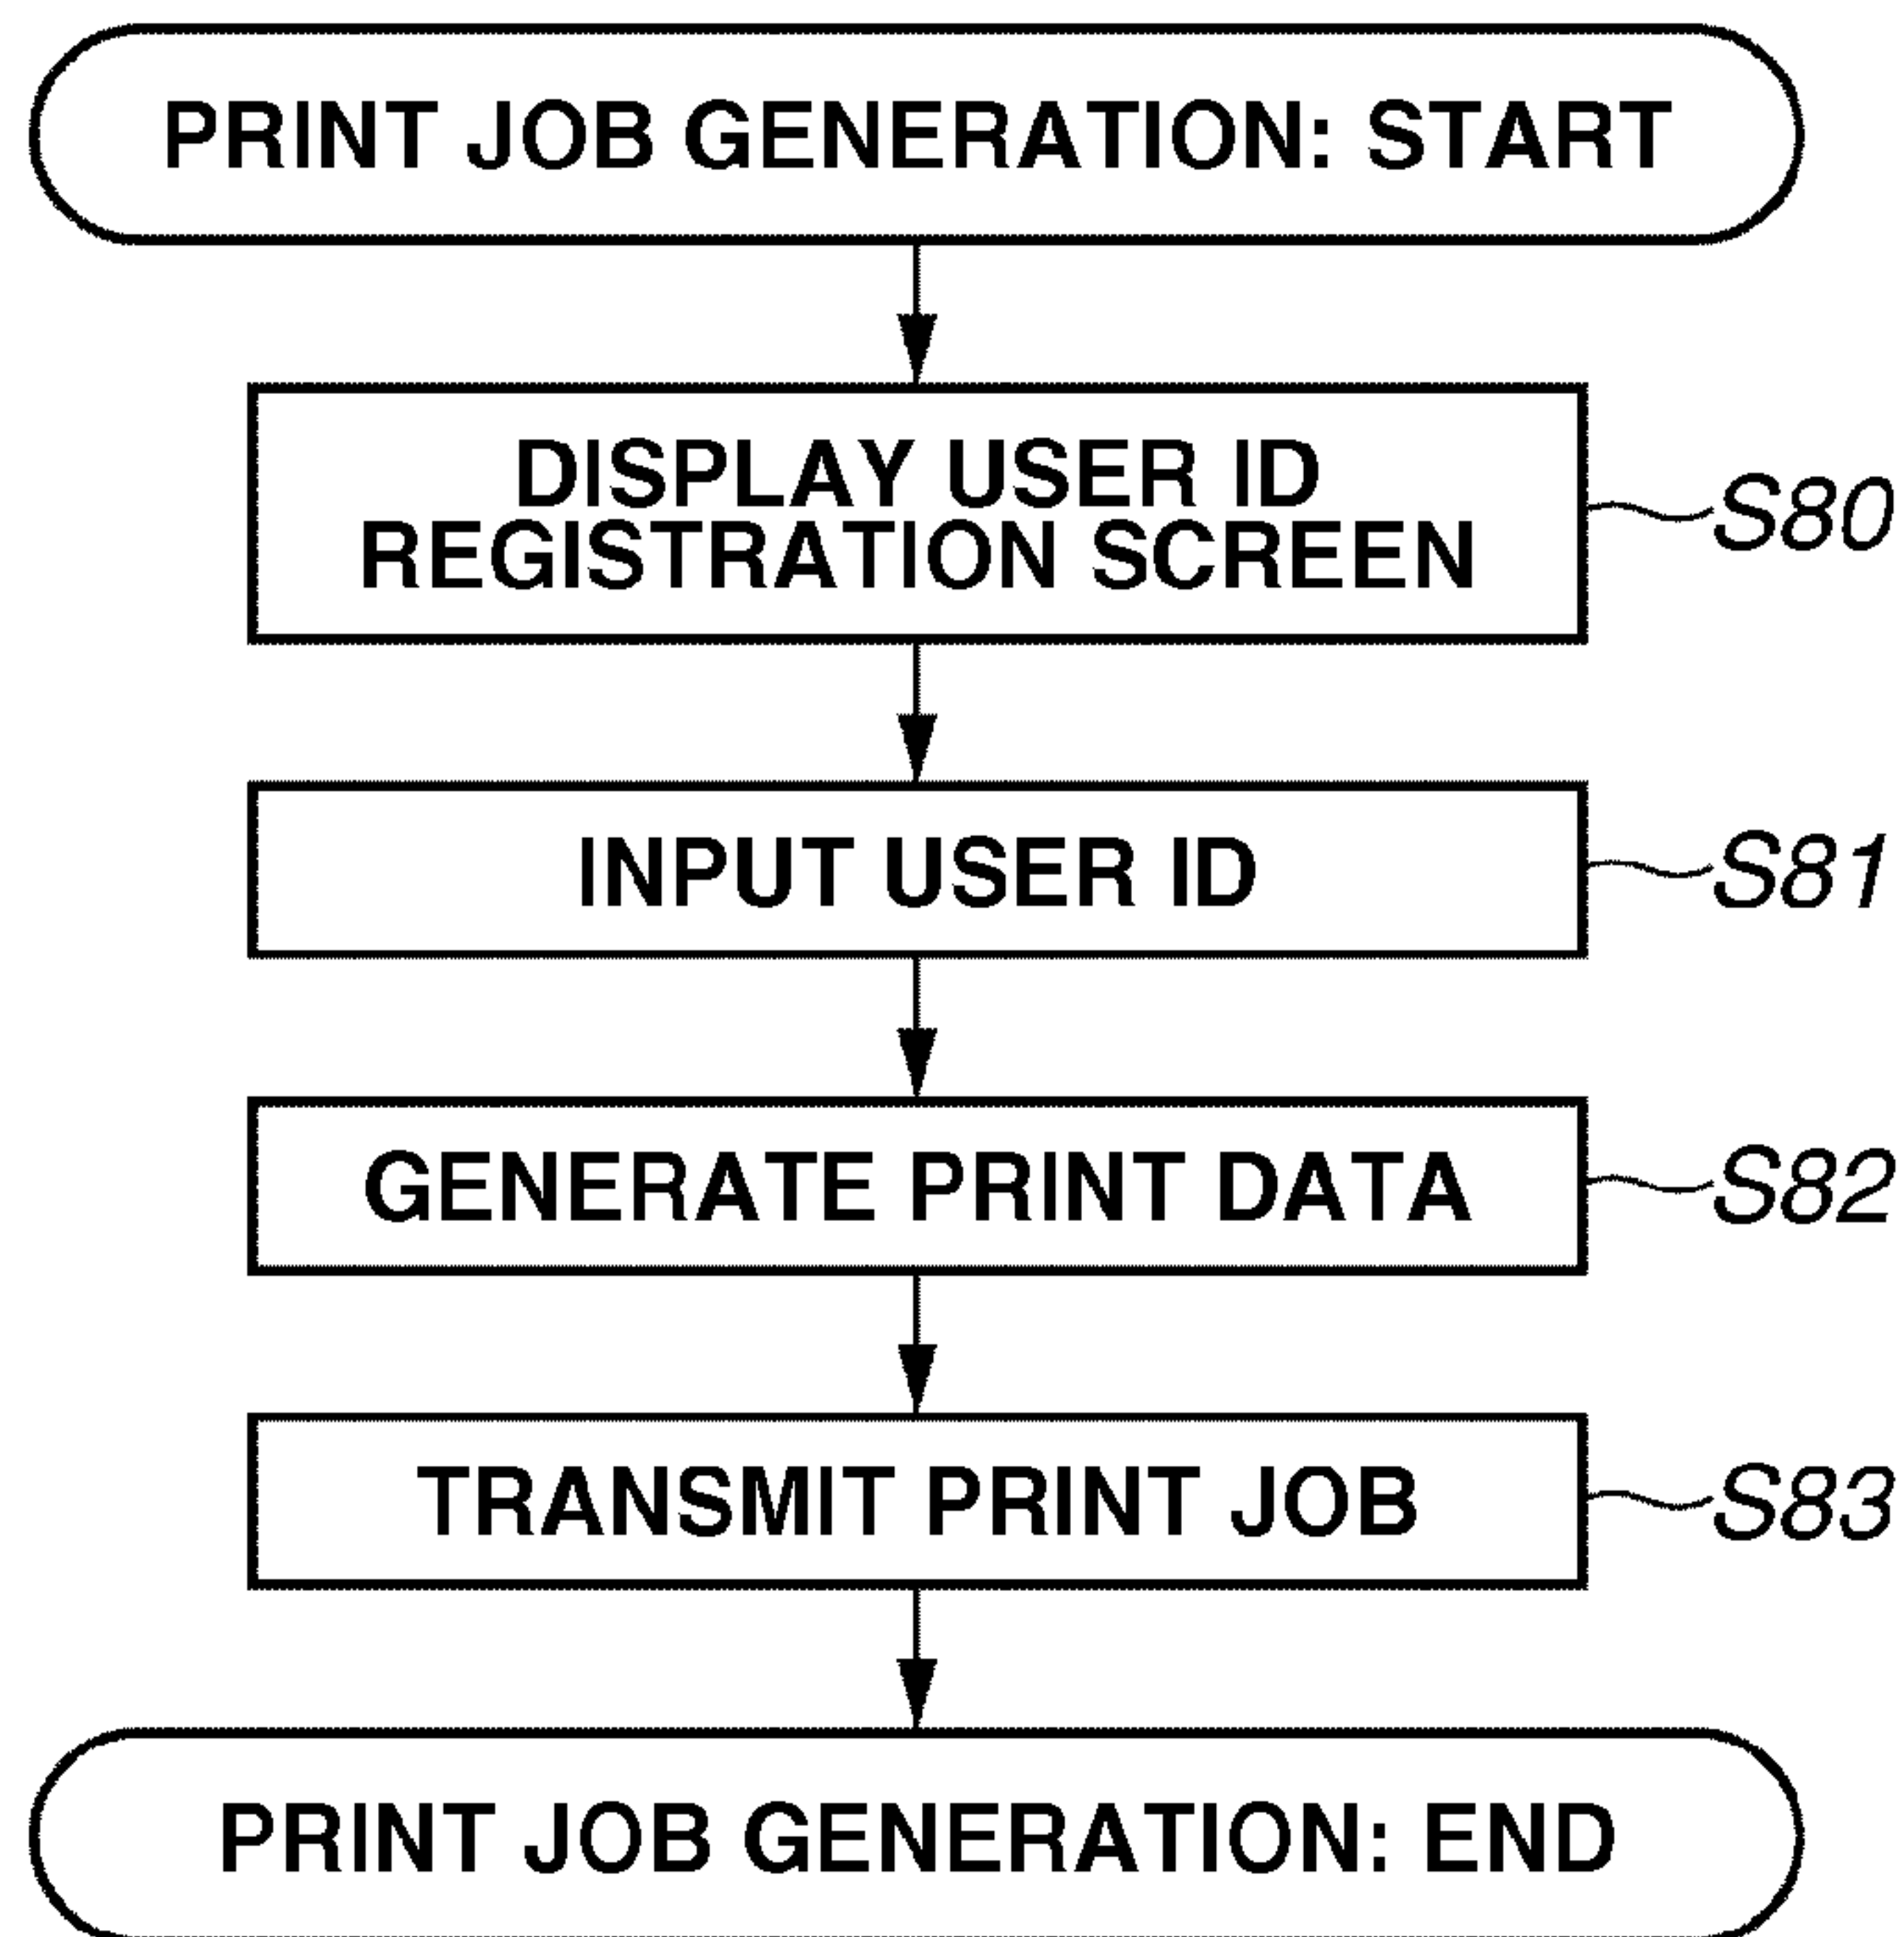 PRINT JOB GENERATION: START
DISPLAY USER ID
REGISTRATION SCREEN
S80
INPUT USER ID
S81
GENERATE PRINT DATA
S82
TRANSMIT PRINT JOB
S83
PRINT JOB GENERATION: END